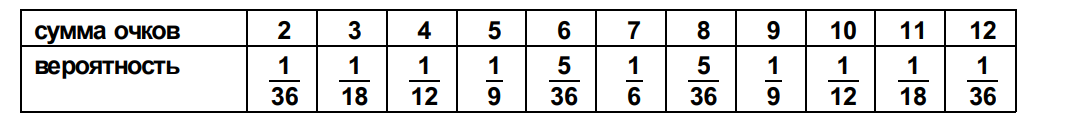 сумма очков 2 3 4 5 6 7 8 9 10 11 12
вероятность 1/36 1/18 1/12 1/9 5/36 1/6 5/36 1/9 1/12 1/18 1/36